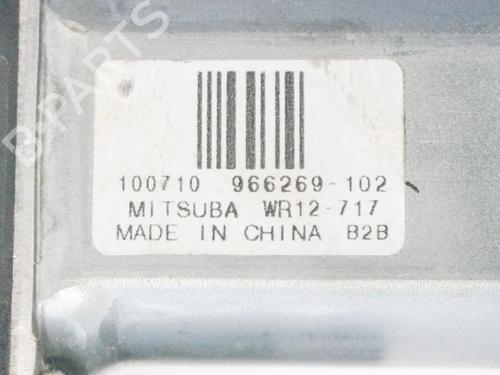 B-PARTS
100710 966269-102
MITSUBA WR12-717
MADE IN CHINA B2B